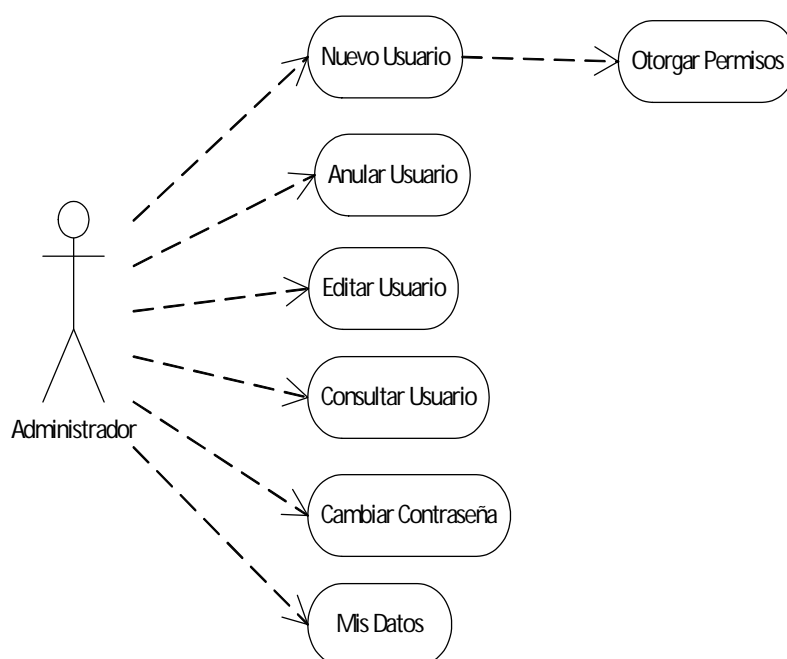 Nuevo Usuario
Otorgar Permisos
Anular Usuario
Editar Usuario
Consultar Usuario
Administrador
Cambiar Contraseña
Mis Datos